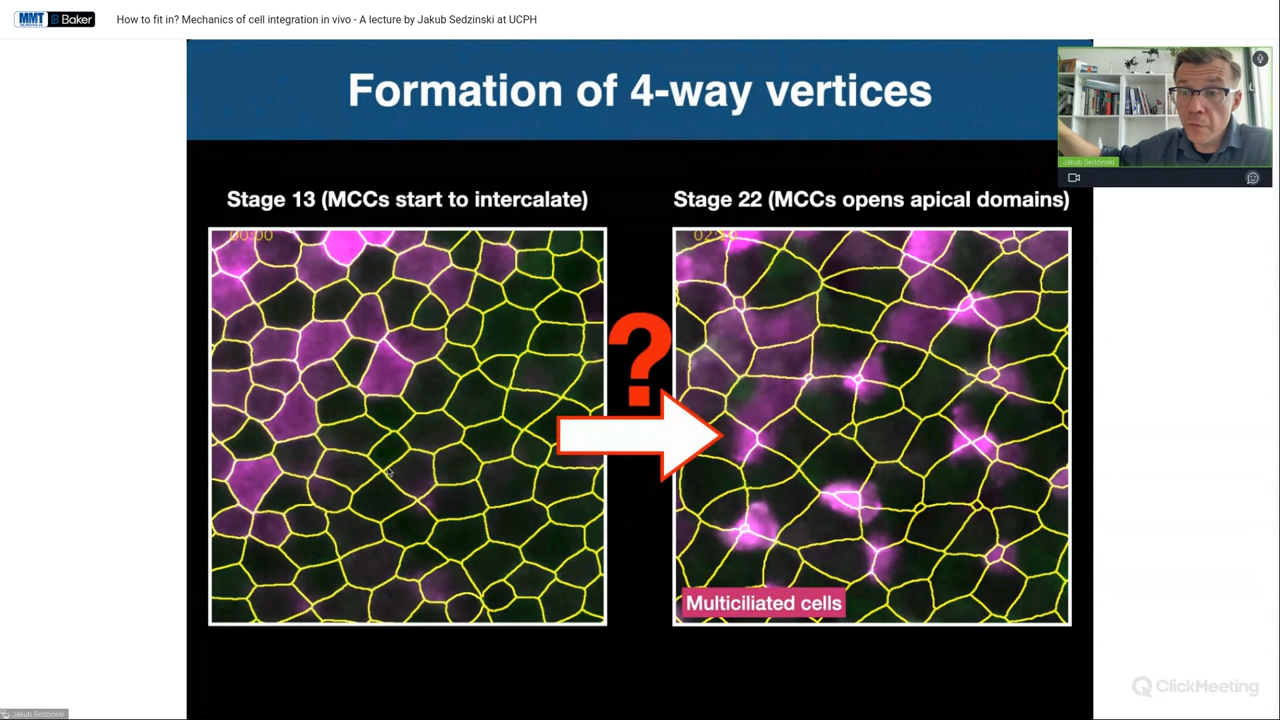 MMT Baker
How to fit in? Mechanics of cell integration in vivo - A lecture by Jakub Sedzinski at UCPH
Formation of 4-way vertices
Jakub Sedzinski
Stage 13 (MCCs start to intercalate)
Stage 22 (MCCs opens apical domains)
00:00
?
Multiciliated cells
ClickMeeting
Jakub Sedzinski